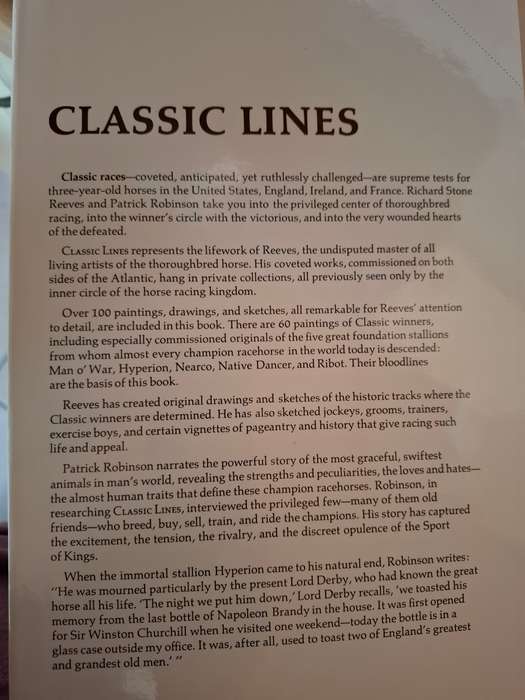 CLASSIC LINES
Classic races—coveted, anticipated, yet ruthlessly challenged—are supreme tests for
three-year-old horses in the United States, England, Ireland, and France. Richard Stone
Reeves and Patrick Robinson take you into the privileged center of thoroughbred
racing, into the winner's circle with the victorious, and into the very wounded hearts
of the defeated.
CLASSIC LINES represents the lifework of Reeves, the undisputed master of all
living artists of the thoroughbred horse. His coveted works, commissioned on both
sides of the Atlantic, hang in private collections, all previously seen only by the
inner circle of the horse racing kingdom.
Over 100 paintings, drawings, and sketches, all remarkable for Reeves' attention
to detail, are included in this book. There are 60 paintings of Classic winners,
including especially commissioned originals of the five great foundation stallions
from whom almost every champion racehorse in the world today is descended:
Man o' War, Hyperion, Nearco, Native Dancer, and Ribot. Their bloodlines
are the basis of this book.
Reeves has created original drawings and sketches of the historic tracks where the
Classic winners are determined. He has also sketched jockeys, grooms, trainers,
exercise boys, and certain vignettes of pageantry and history that give racing such
life and appeal.
Patrick Robinson narrates the powerful story of the most graceful, swiftest
animals in man's world, revealing the strengths and peculiarities, the loves and hates—
the almost human traits that define these champion racehorses. Robinson, in
researching CLASSIC LINES, interviewed the privileged few—many of them old
friends—who breed, buy, sell, train, and ride the champions. His story has captured
the excitement, the tension, the rivalry, and the discreet opulence of the Sport
of Kings.
When the immortal stallion Hyperion came to his natural end, Robinson writes:
"He was mourned particularly by the present Lord Derby, who had known the great
horse all his life. 'The night we put him down,' Lord Derby recalls, 'we toasted his
memory from the last bottle of Napoleon Brandy in the house. It was first opened
for Sir Winston Churchill when he visited one weekend—today the bottle is in a
glass case outside my office. It was, after all, used to toast two of England's greatest
and grandest old men.' "